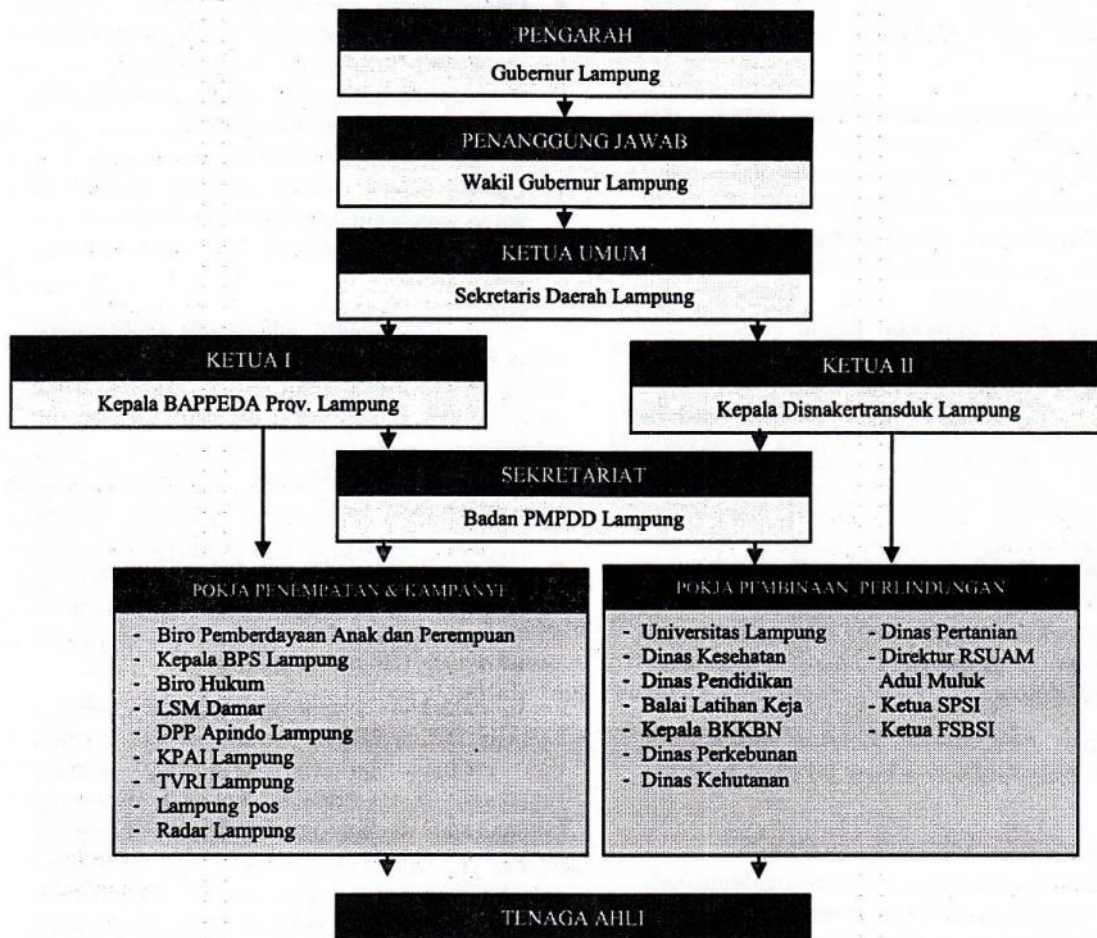 PENGARAH
Gubernur Lampung
PENANGGUNG JAWAB
Wakil Gubernur Lampung
KETUA UMUM
Sekretaris Daerah Lampung
KETUA I
Kepala BAPPEDA Prov. Lampung
KETUA II
Kepala Disnakertransduk Lampung
SEKRETARIAT
Badan PMPDD Lampung
POKJA PENEMPATAN & KAMPANYE
- Biro Pemberdayaan Anak dan Perempuan
- Kepala BPS Lampung
- Biro Hukum
- LSM Damar
- DPP Apindo Lampung
- KPAI Lampung
- TVRI Lampung
- Lampung pos
- Radar Lampung
POKJA PEMBINAAN PERLINDUNGAN
- Universitas Lampung
- Dinas Kesehatan
- Dinas Pendidikan
- Balai Latihan Keja
- Kepala BKKBN
- Dinas Perkebunan
- Dinas Kehutanan
- Dinas Pertanian
- Direktur RSUAM
Adul Muluk
- Ketua SPSI
- Ketua FSBSI
TENAGA AHLI